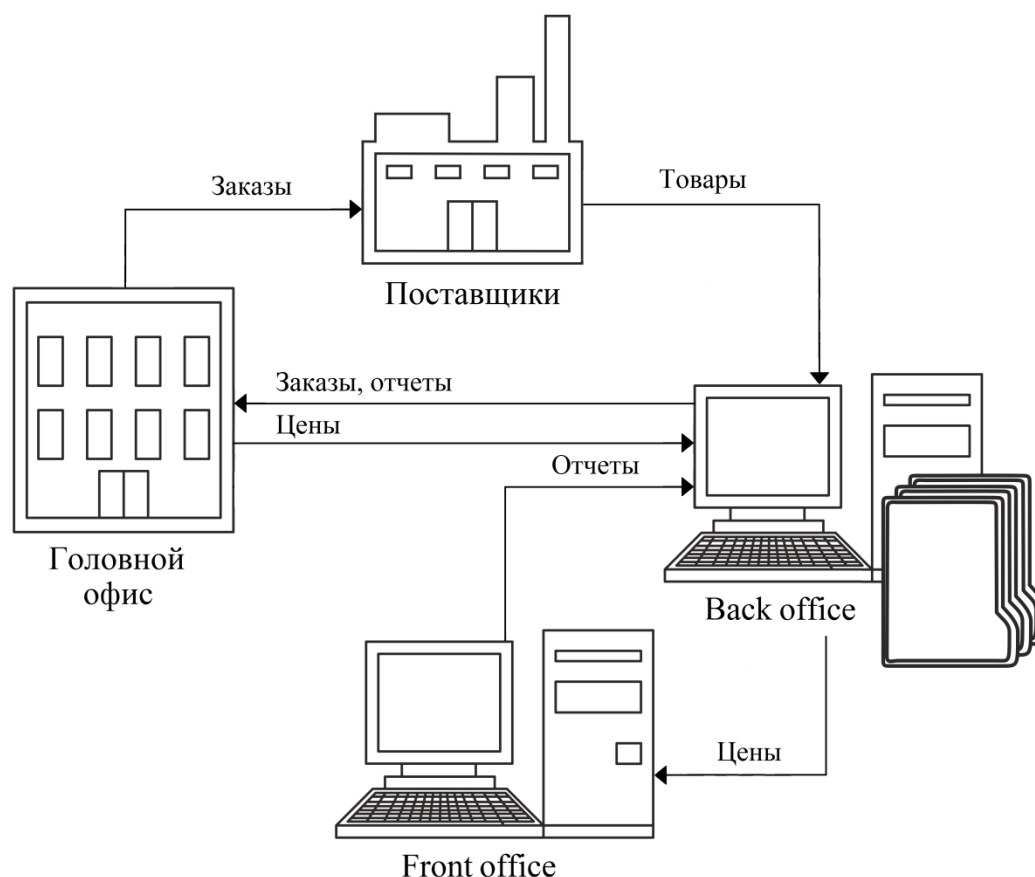 Заказы
Товары
Поставщики
Заказы, отчеты
Цены
Отчеты
Головной
офис
Back office
Цены
Front office